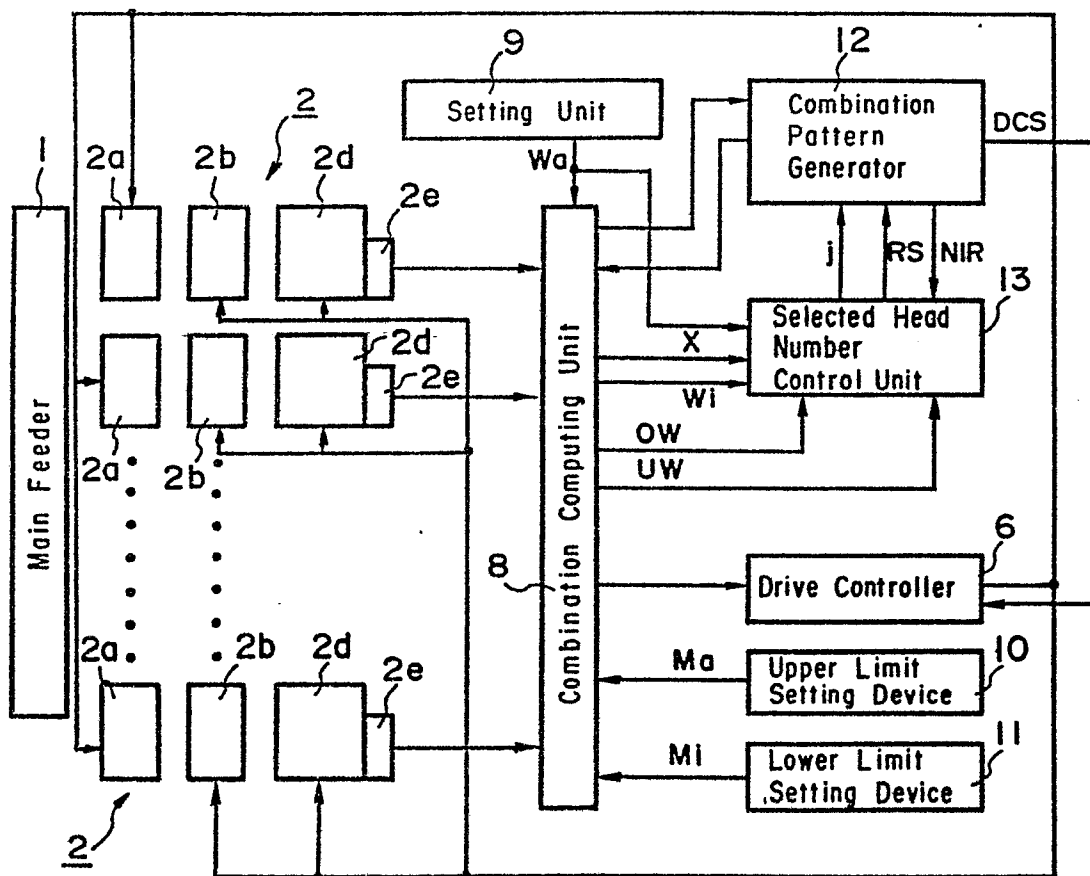 9
Setting Unit
12
Combination
Pattern
Generator
DCS
2
1
2a
2b
2d
2e
Wa
j
RS
NIR
13
Selected Head
Number
Control Unit
X
Wi
OW
UW
2d
2e
2a
2b
Main Feeder
Combination Computing Unit
8
6
Drive Controller
2a
2b
2d
2e
Ma
Upper Limit
Setting Device
10
Mi
Lower Limit
.Setting Device
11
2